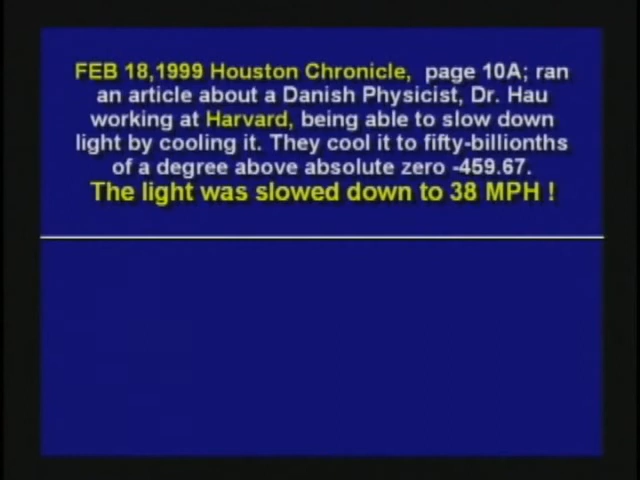 FEB 18,1999 Houston Chronicle, page 10A; ran
an article about a Danish Physicist, Dr. Hau
working at Harvard, being able to slow down
light by cooling it. They cool it to fifty-billionths
of a degree above absolute zero -459.67.
The light was slowed down to 38 MPH !